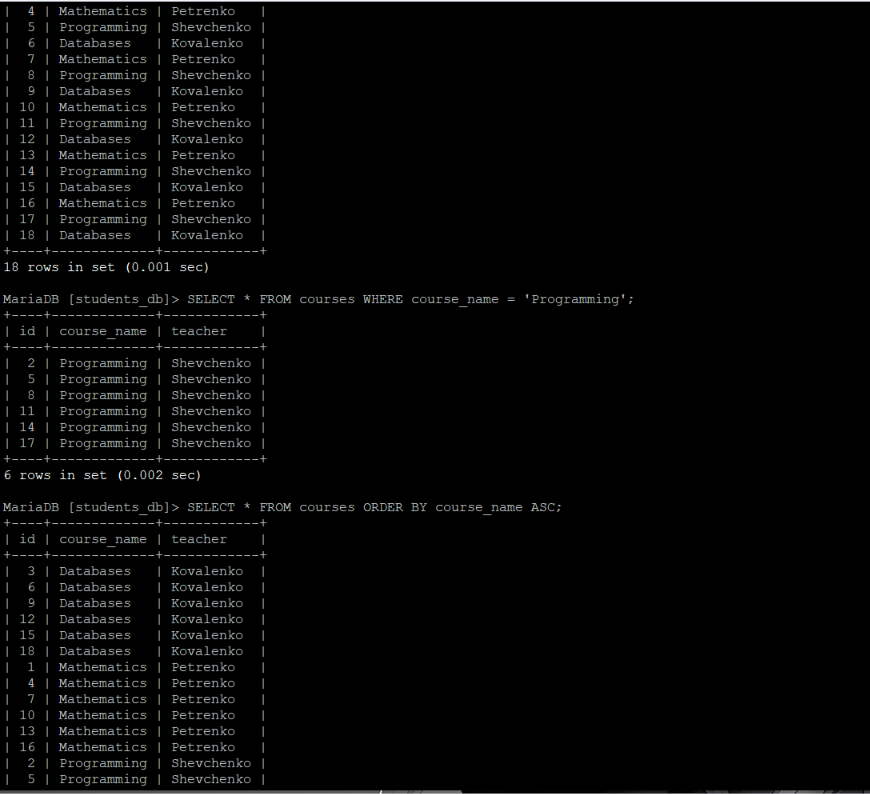 |  4 | Mathematics | Petrenko   |
|  5 | Programming | Shevchenko |
|  6 | Databases   | Kovalenko  |
|  7 | Mathematics | Petrenko   |
|  8 | Programming | Shevchenko |
|  9 | Databases   | Kovalenko  |
| 10 | Mathematics | Petrenko   |
| 11 | Programming | Shevchenko |
| 12 | Databases   | Kovalenko  |
| 13 | Mathematics | Petrenko   |
| 14 | Programming | Shevchenko |
| 15 | Databases   | Kovalenko  |
| 16 | Mathematics | Petrenko   |
| 17 | Programming | Shevchenko |
| 18 | Databases   | Kovalenko  |
+----+-------------+------------+
18 rows in set (0.001 sec)

MariaDB [students_db]> SELECT * FROM courses WHERE course_name = 'Programming';
+----+-------------+------------+
| id | course_name | teacher    |
+----+-------------+------------+
|  2 | Programming | Shevchenko |
|  5 | Programming | Shevchenko |
|  8 | Programming | Shevchenko |
| 11 | Programming | Shevchenko |
| 14 | Programming | Shevchenko |
| 17 | Programming | Shevchenko |
+----+-------------+------------+
6 rows in set (0.002 sec)

MariaDB [students_db]> SELECT * FROM courses ORDER BY course_name ASC;
+----+-------------+------------+
| id | course_name | teacher    |
+----+-------------+------------+
|  3 | Databases   | Kovalenko  |
|  6 | Databases   | Kovalenko  |
|  9 | Databases   | Kovalenko  |
| 12 | Databases   | Kovalenko  |
| 15 | Databases   | Kovalenko  |
| 18 | Databases   | Kovalenko  |
|  1 | Mathematics | Petrenko   |
|  4 | Mathematics | Petrenko   |
|  7 | Mathematics | Petrenko   |
| 10 | Mathematics | Petrenko   |
| 13 | Mathematics | Petrenko   |
| 16 | Mathematics | Petrenko   |
|  2 | Programming | Shevchenko |
|  5 | Programming | Shevchenko |